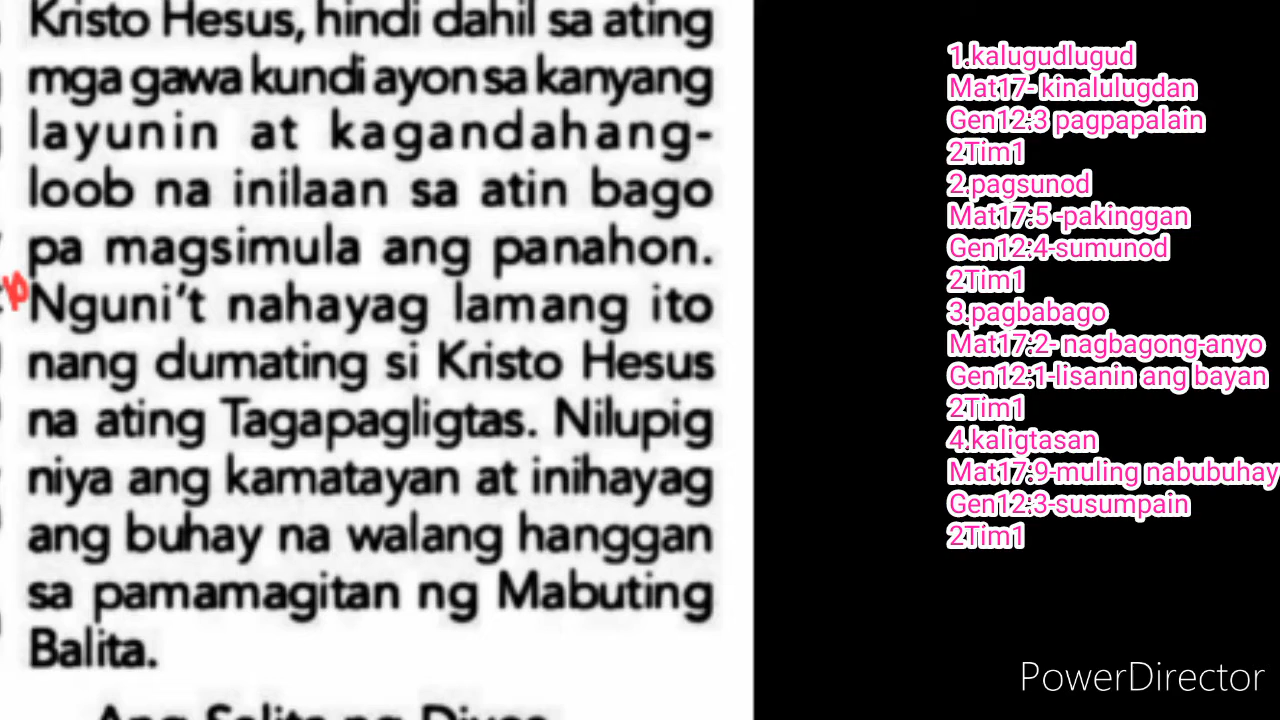 Kristo Hesus, hindi dahil sa ating
mga gawa kundi ayon sa kanyang
layunin at kagandahang-
loob na inilaan sa atin bago
pa magsimula ang panahon.
Nguni't nahayag lamang ito
nang dumating si Kristo Hesus
na ating Tagapagligtas. Nilupig
niya ang kamatayan at inihayag
ang buhay na walang hanggan
sa pamamagitan ng Mabuting
Balita.
Ang Salita ng Diyos
1.kalugudlugud
Mat17- kinalulugdan
Gen12:3 pagpapalain
2Tim1
2.pagsunod
Mat17:5 -pakinggan
Gen12:4-sumunod
2Tim1
3.pagbabago
Mat17:2- nagbagong-anyo
Gen12:1-lisanin ang bayan
2Tim1
4.kaligtasan
Mat17:9-muling nabubuhay
Gen12:3-susumpain
2Tim1
PowerDirector